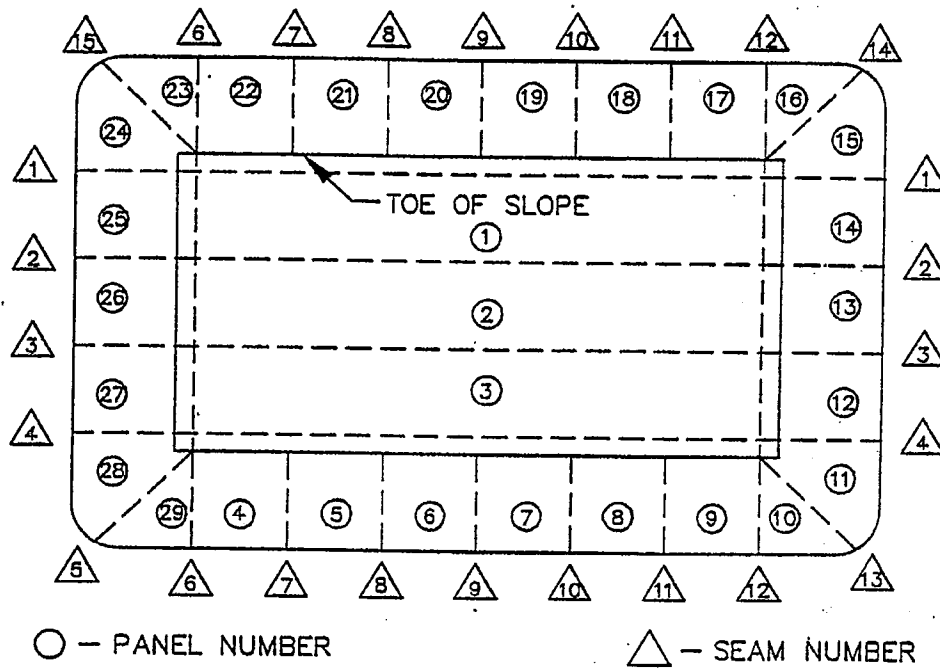 15 6 7 8 9 10 11 12 14
23 22 21 20 19 18 17 16
24 15
1 1
TOE OF SLOPE
25 1 14
2 2
26 2 13
3 3
27 3 12
4 4
28 11
29 4 5 6 7 8 9 10
5 6 7 8 9 10 11 12 13
– PANEL NUMBER – SEAM NUMBER